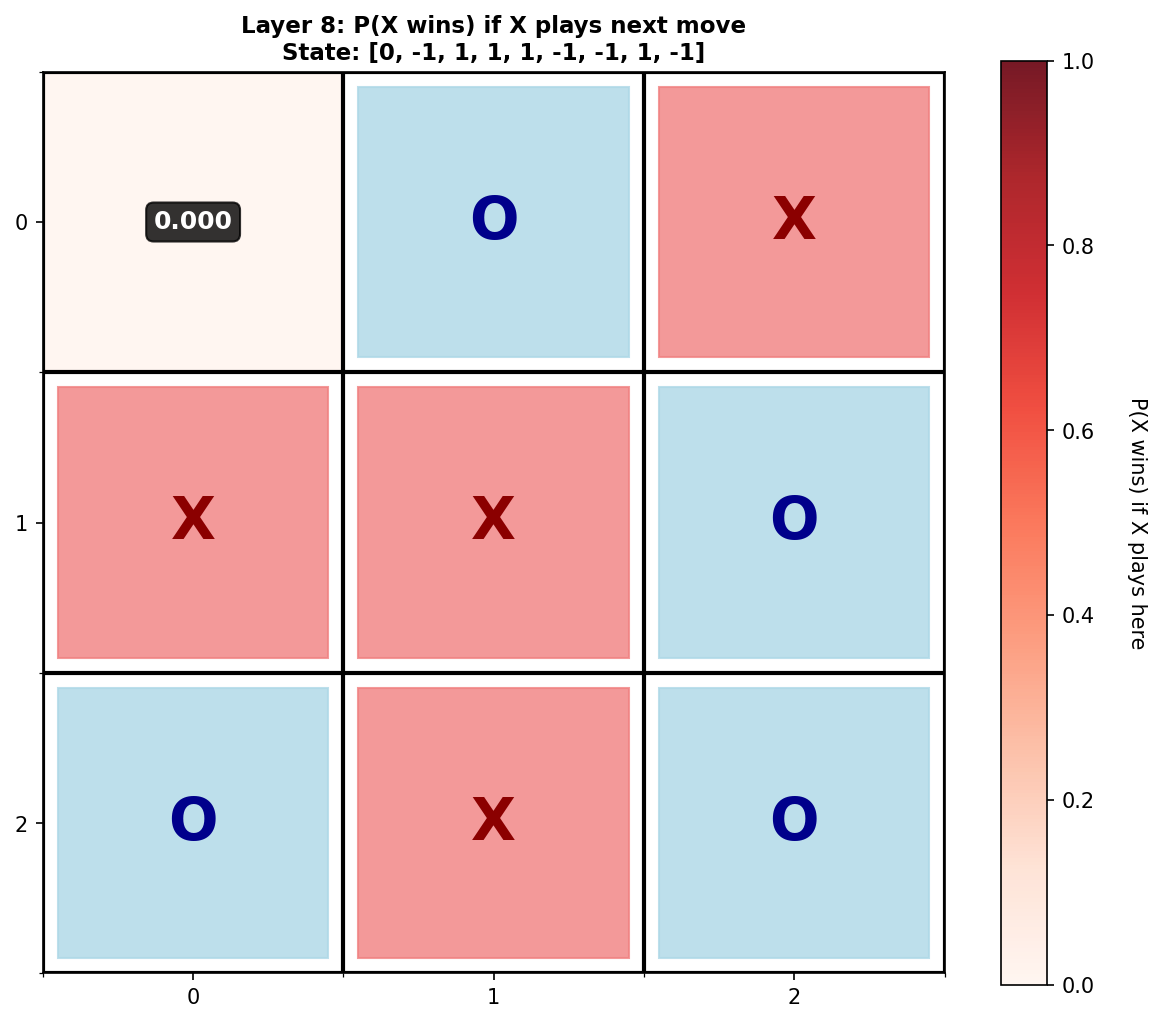 Layer 8: P(X wins) if X plays next move
State: [0, -1, 1, 1, 1, -1, -1, 1, -1]
0
0.000
O
X
1
X
X
O
2
O
X
O
0
1
2
1.0
0.8
0.6
0.4
0.2
0.0
P(X wins) if X plays here